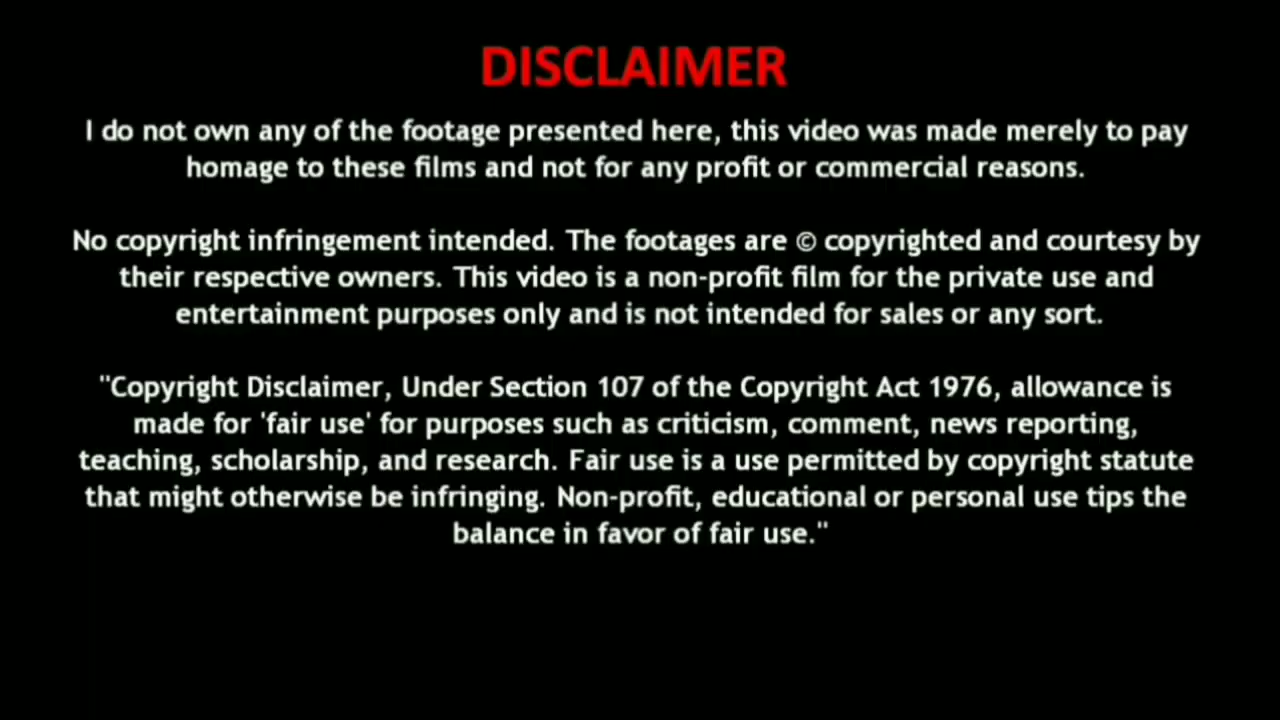 DISCLAIMER
I do not own any of the footage presented here, this video was made merely to pay
homage to these films and not for any profit or commercial reasons.
No copyright infringement intended. The footages are © copyrighted and courtesy by
their respective owners. This video is a non-profit film for the private use and
entertainment purposes only and is not intended for sales or any sort.
"Copyright Disclaimer, Under Section 107 of the Copyright Act 1976, allowance is
made for 'fair use' for purposes such as criticism, comment, news reporting,
teaching, scholarship, and research. Fair use is a use permitted by copyright statute
that might otherwise be infringing. Non-profit, educational or personal use tips the
balance in favor of fair use."